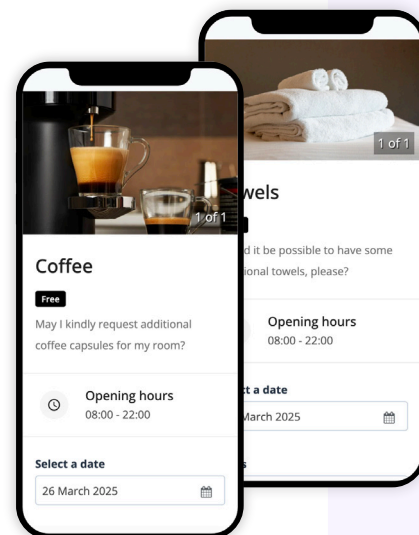 1 of 1
Coffee
Free
May I kindly request additional
coffee capsules for my room?
Opening hours
08:00 - 22:00
Select a date
26 March 2025
1 of 1
it be possible to have some
towels, please?
Opening hours
08:00 - 22:00
a date
March 2025